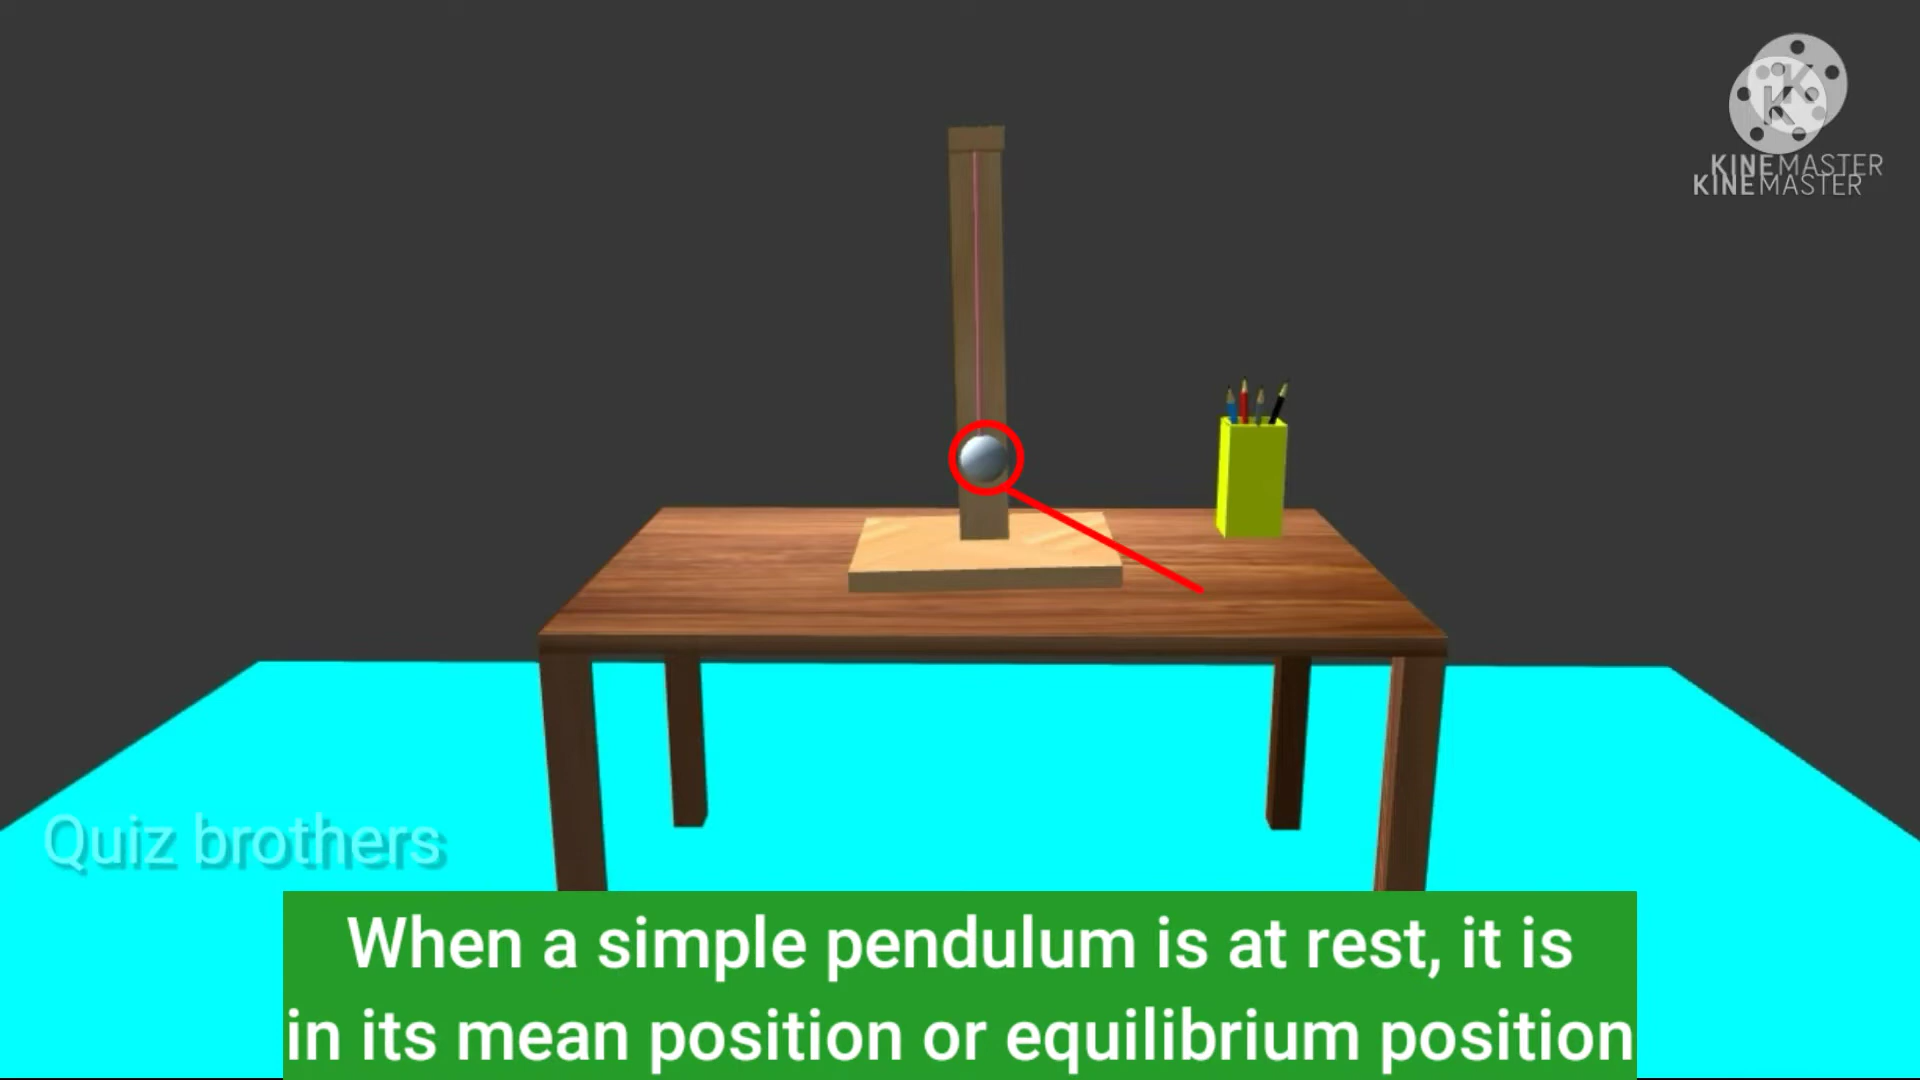 KINEMASTER
KINEMASTER
Quiz brothers
When a simple pendulum is at rest, it is
in its mean position or equilibrium position